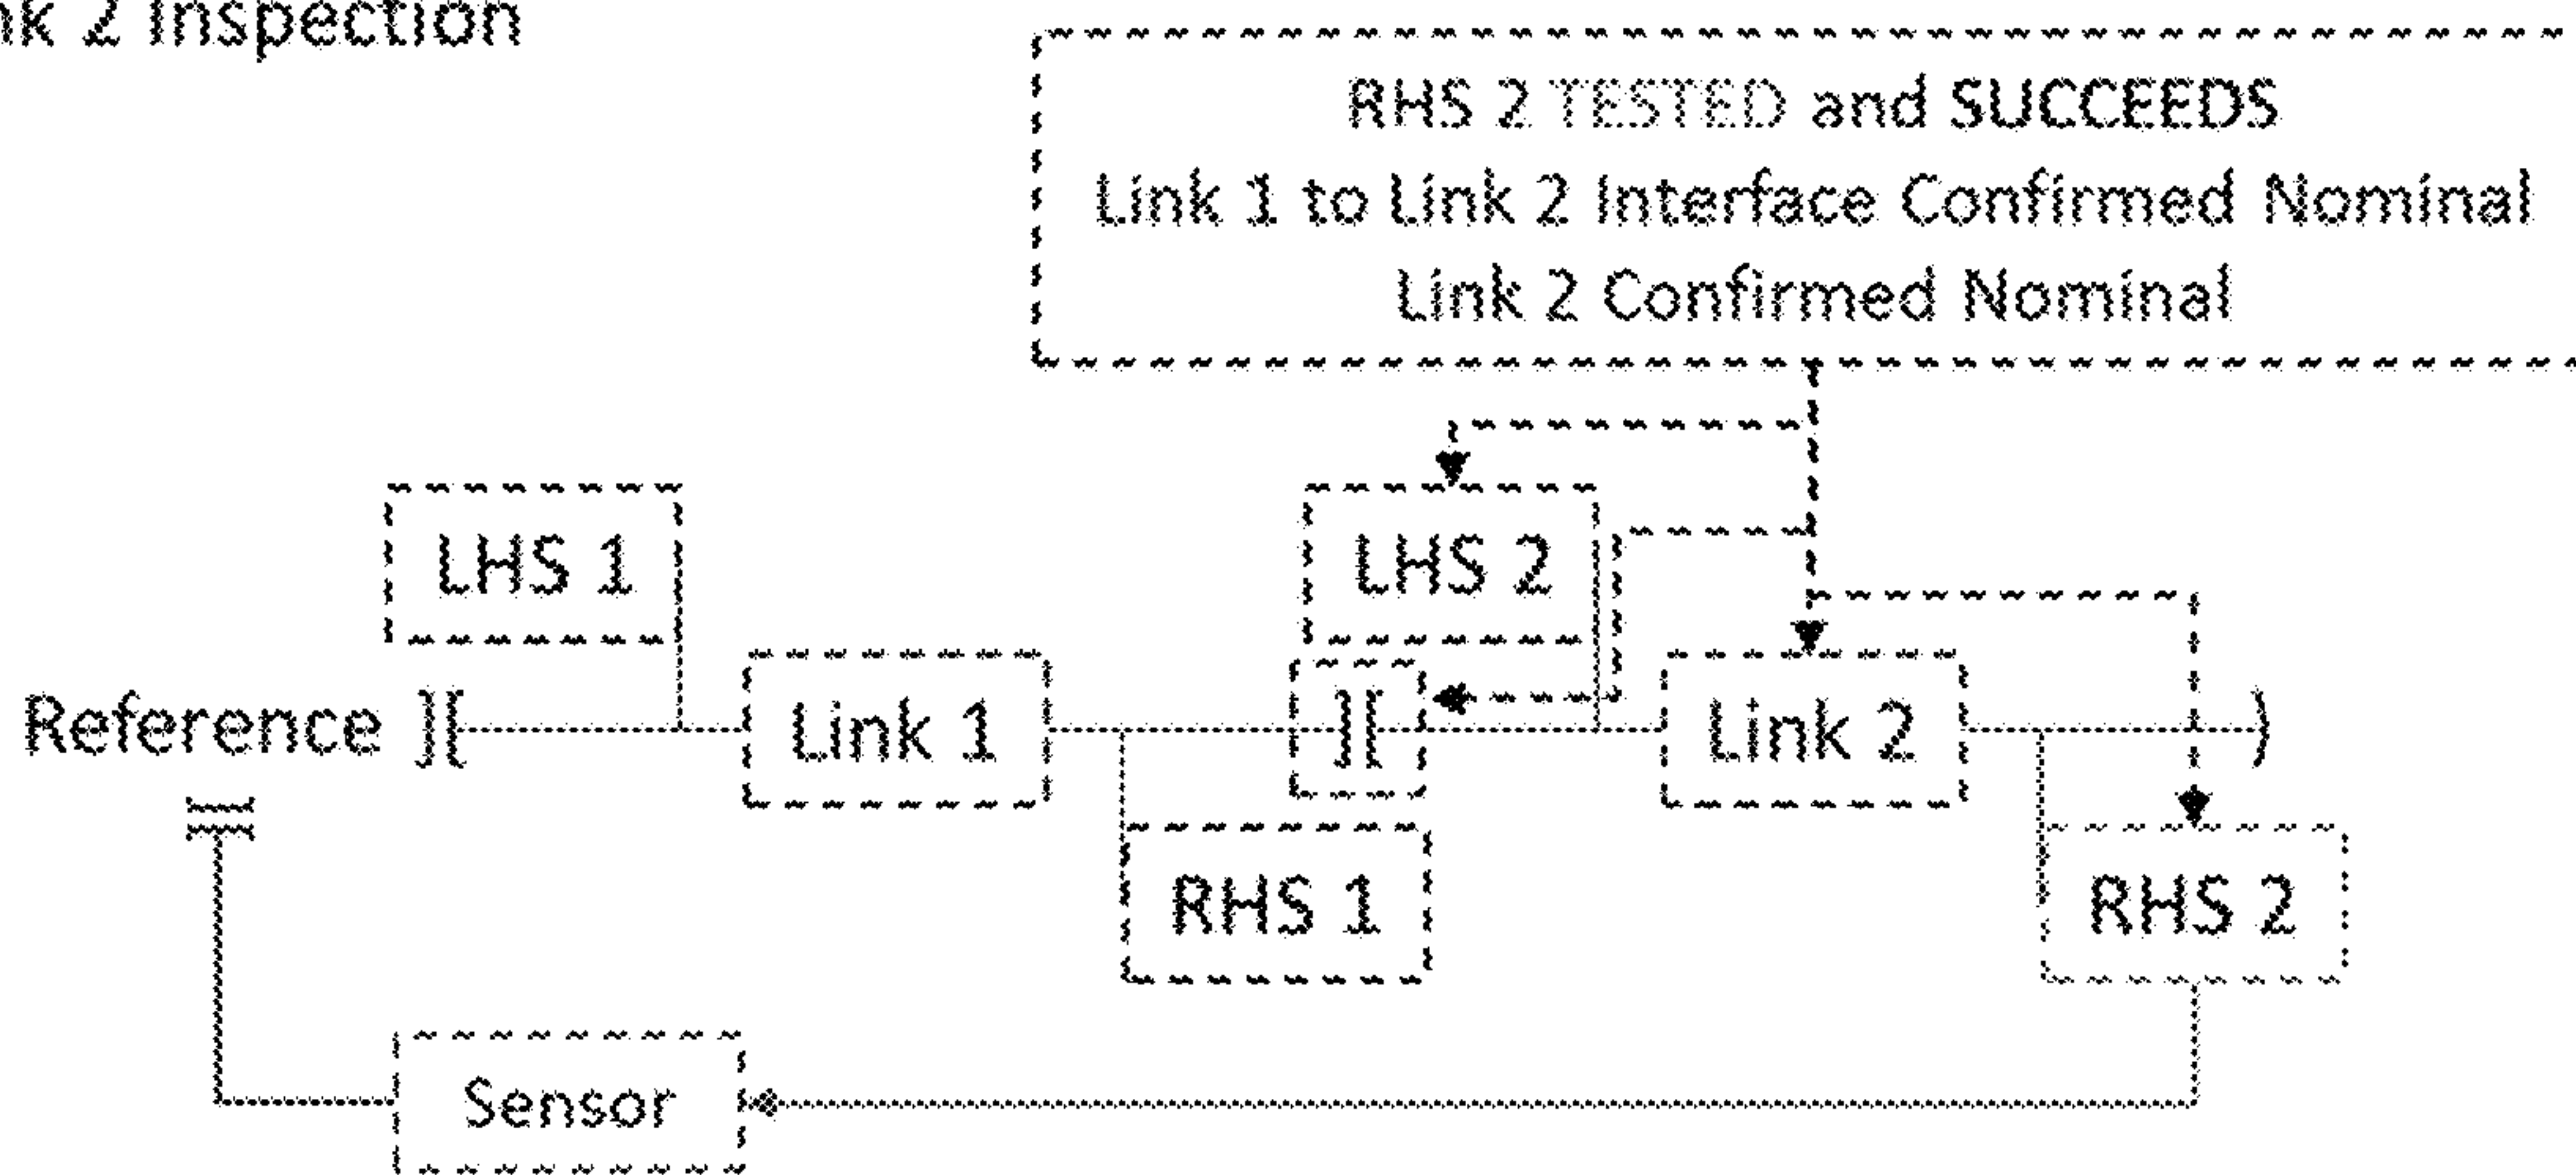 nk 2 Inspection
RHS 2 TESTED and SUCCEEDS
Link 1 to Link 2 Interface Confirmed Nominal
Link 2 Confirmed Nominal
LHS 1
LHS 2
Reference ][
Link 1
][
Link 2
)
RHS 1
RHS 2
Sensor